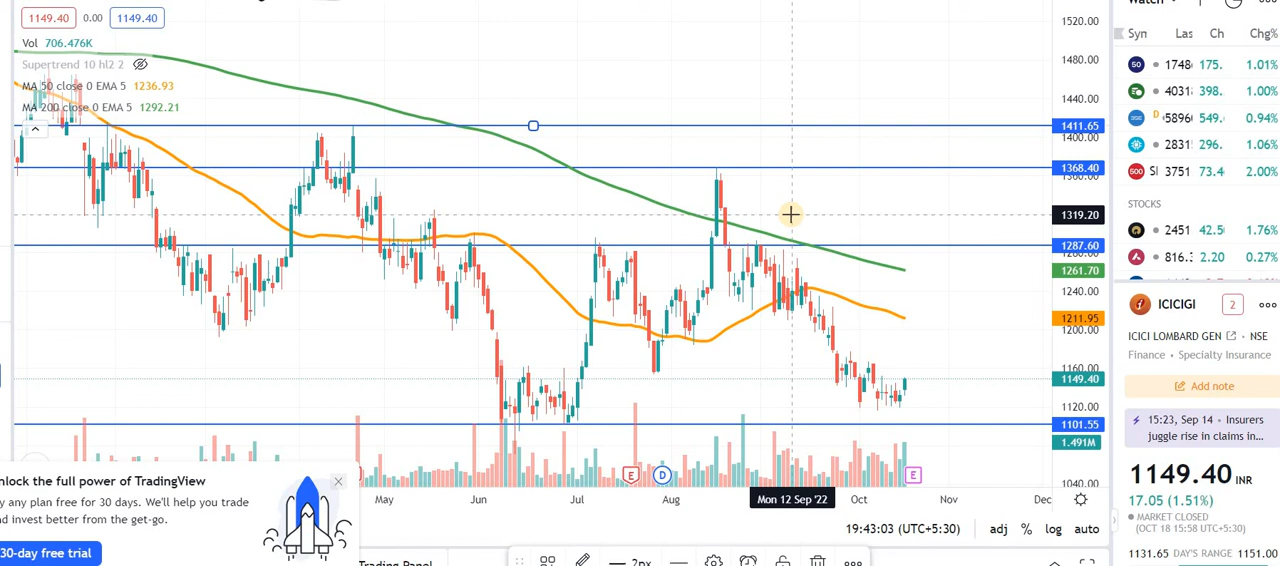 1149.40 0.00 1149.40
Vol 706.476K
Supertrend 10 hl2 2
MA 50 close 0 EMA 5 1236.93
MA 200 close 0 EMA 5 1292.21
1520.00
1480.00
1440.00
1411.65
1400.00
1368.40
1360.00
1319.20
1287.60
1280.00
1261.70
1240.00
1211.95
1200.00
1160.00
1149.40
1120.00
1101.55
1.491M
1040.00
E D E
May Jun Jul Aug Mon 12 Sep '22 Oct Nov Dec
19:43:03 (UTC+5:30) adj % log auto
nlock the full power of TradingView
y any plan free for 30 days. We'll help you trade
nd invest better from the get-go.
30-day free trial
Trading Panel
2px
Syn Las Ch Chg%
50 1748 175. 1.01%
4031 398. 1.00%
D 5896 549. 0.94%
2831 296. 1.06%
500 S 3751 73.4 2.00%
STOCKS
2451 42.5 1.76%
816. 2.20 0.27%
ICICIGI 2
ICICI LOMBARD GEN · NSE
Finance · Specialty Insurance
Add note
15:23, Sep 14 · Insurers
juggle rise in claims in...
1149.40 INR
17.05 (1.51%)
MARKET CLOSED
(OCT 18 15:58 UTC+5:30)
1131.65 DAY'S RANGE 1151.00